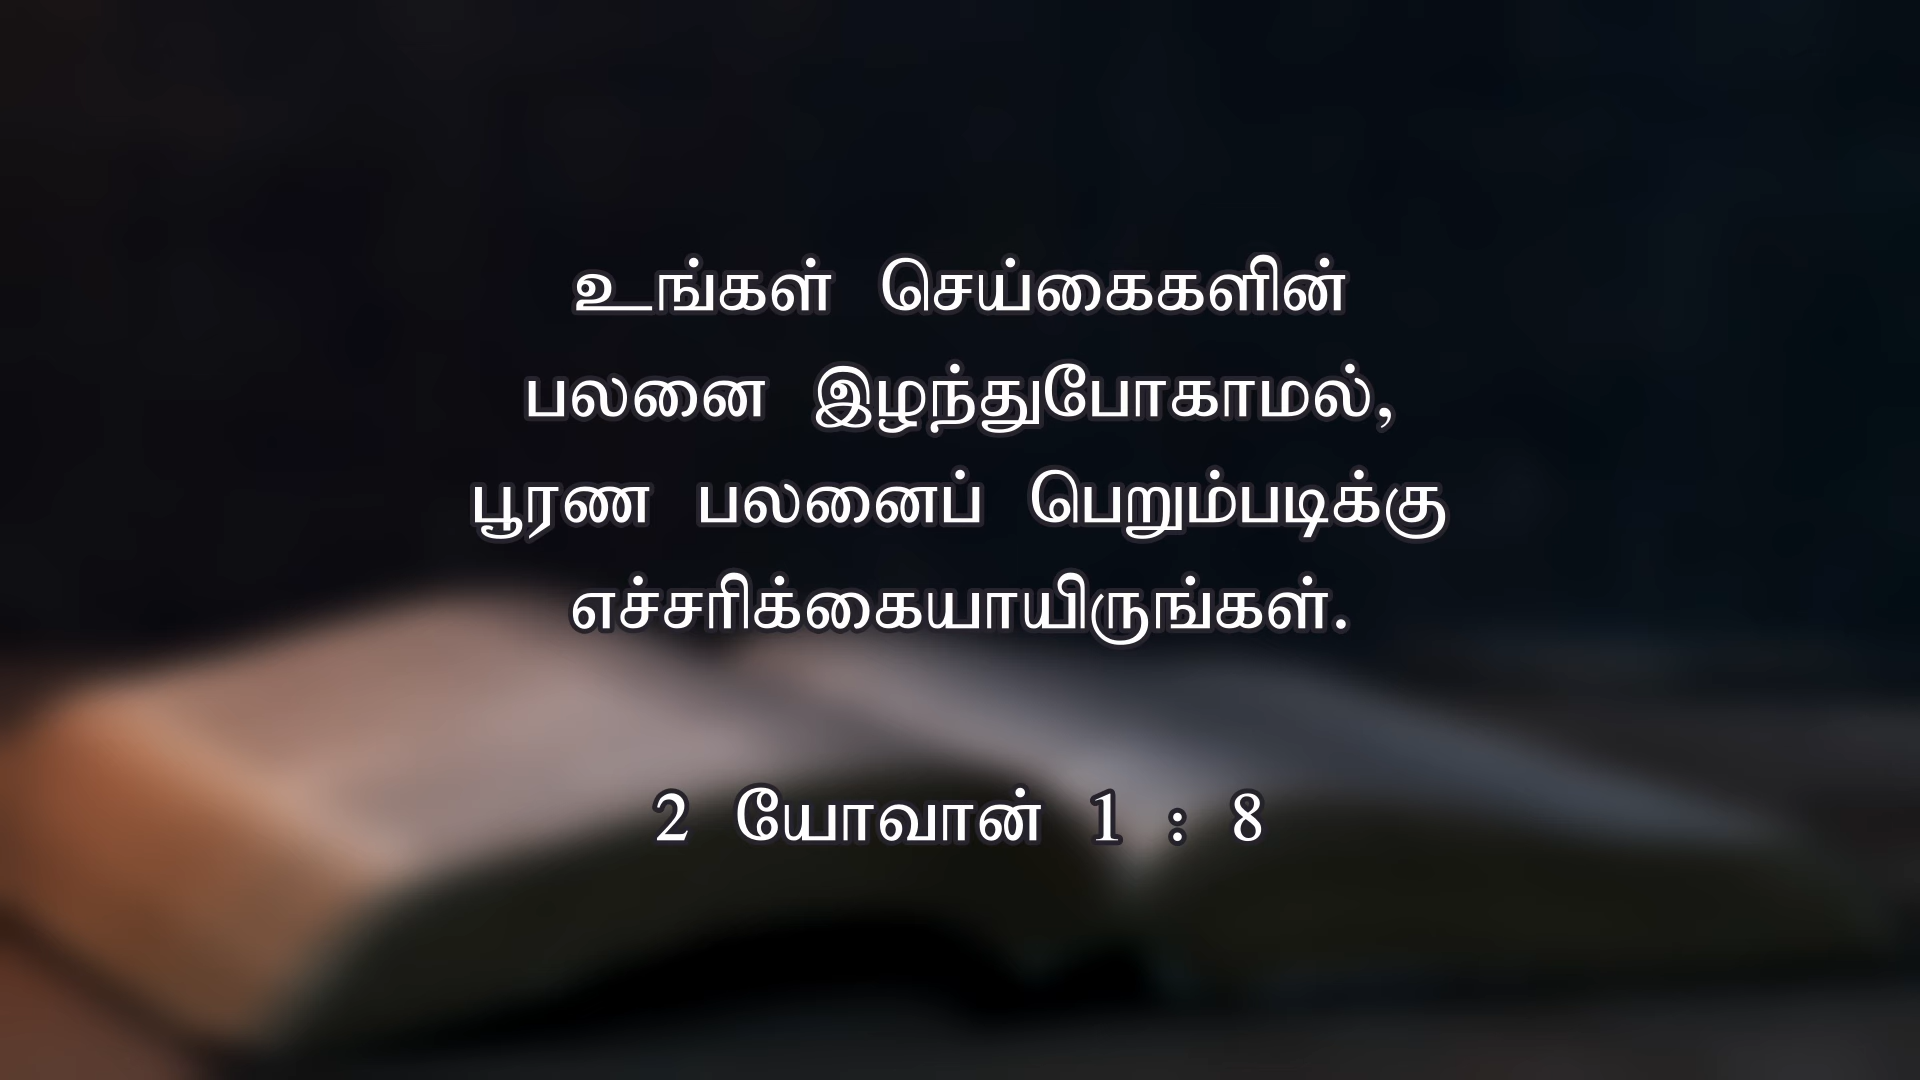 உங்கள் செய்கைகளின்
பலனை இழந்துபோகாமல்,
பூரண பலனைப் பெறும்படிக்கு
எச்சரிக்கையாயிருங்கள்.
2 யோவான் 1 : 8